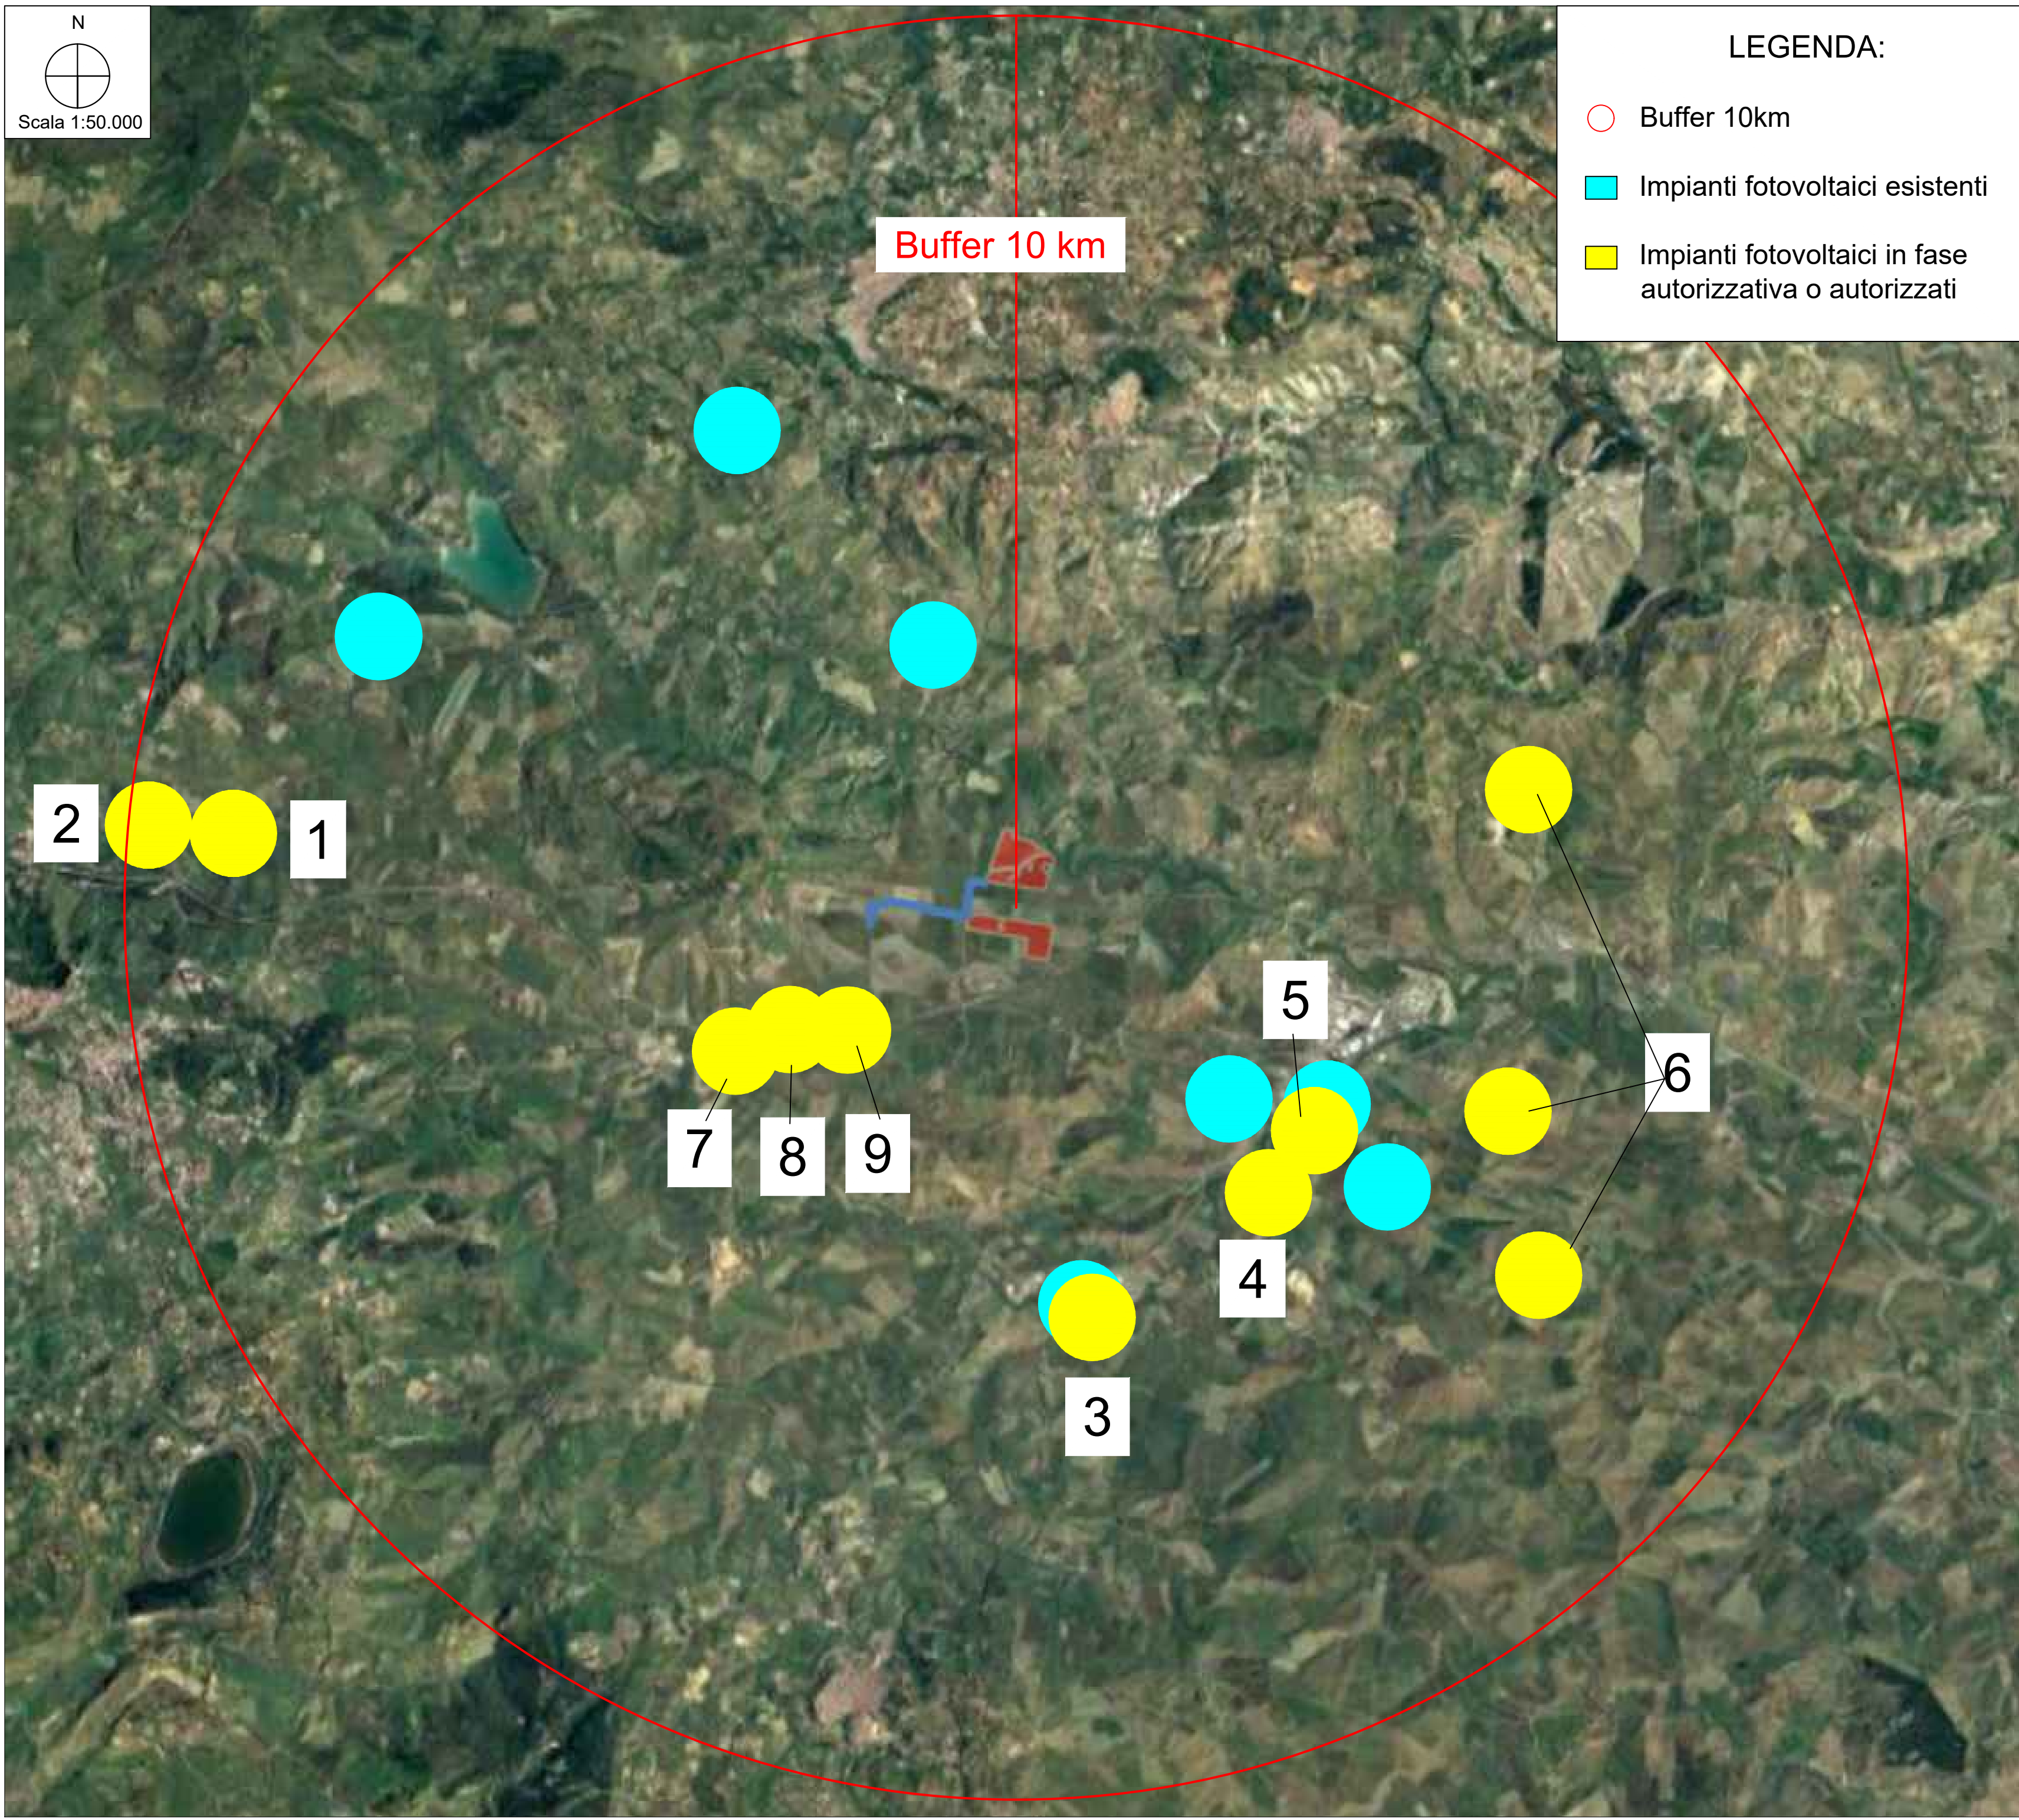 N
Scala 1:50.000
LEGENDA:
Buffer 10km
Impianti fotovoltaici esistenti
Impianti fotovoltaici in fase
autorizzativa o autorizzati
Buffer 10 km
2
1
5
6
7
8
9
4
3